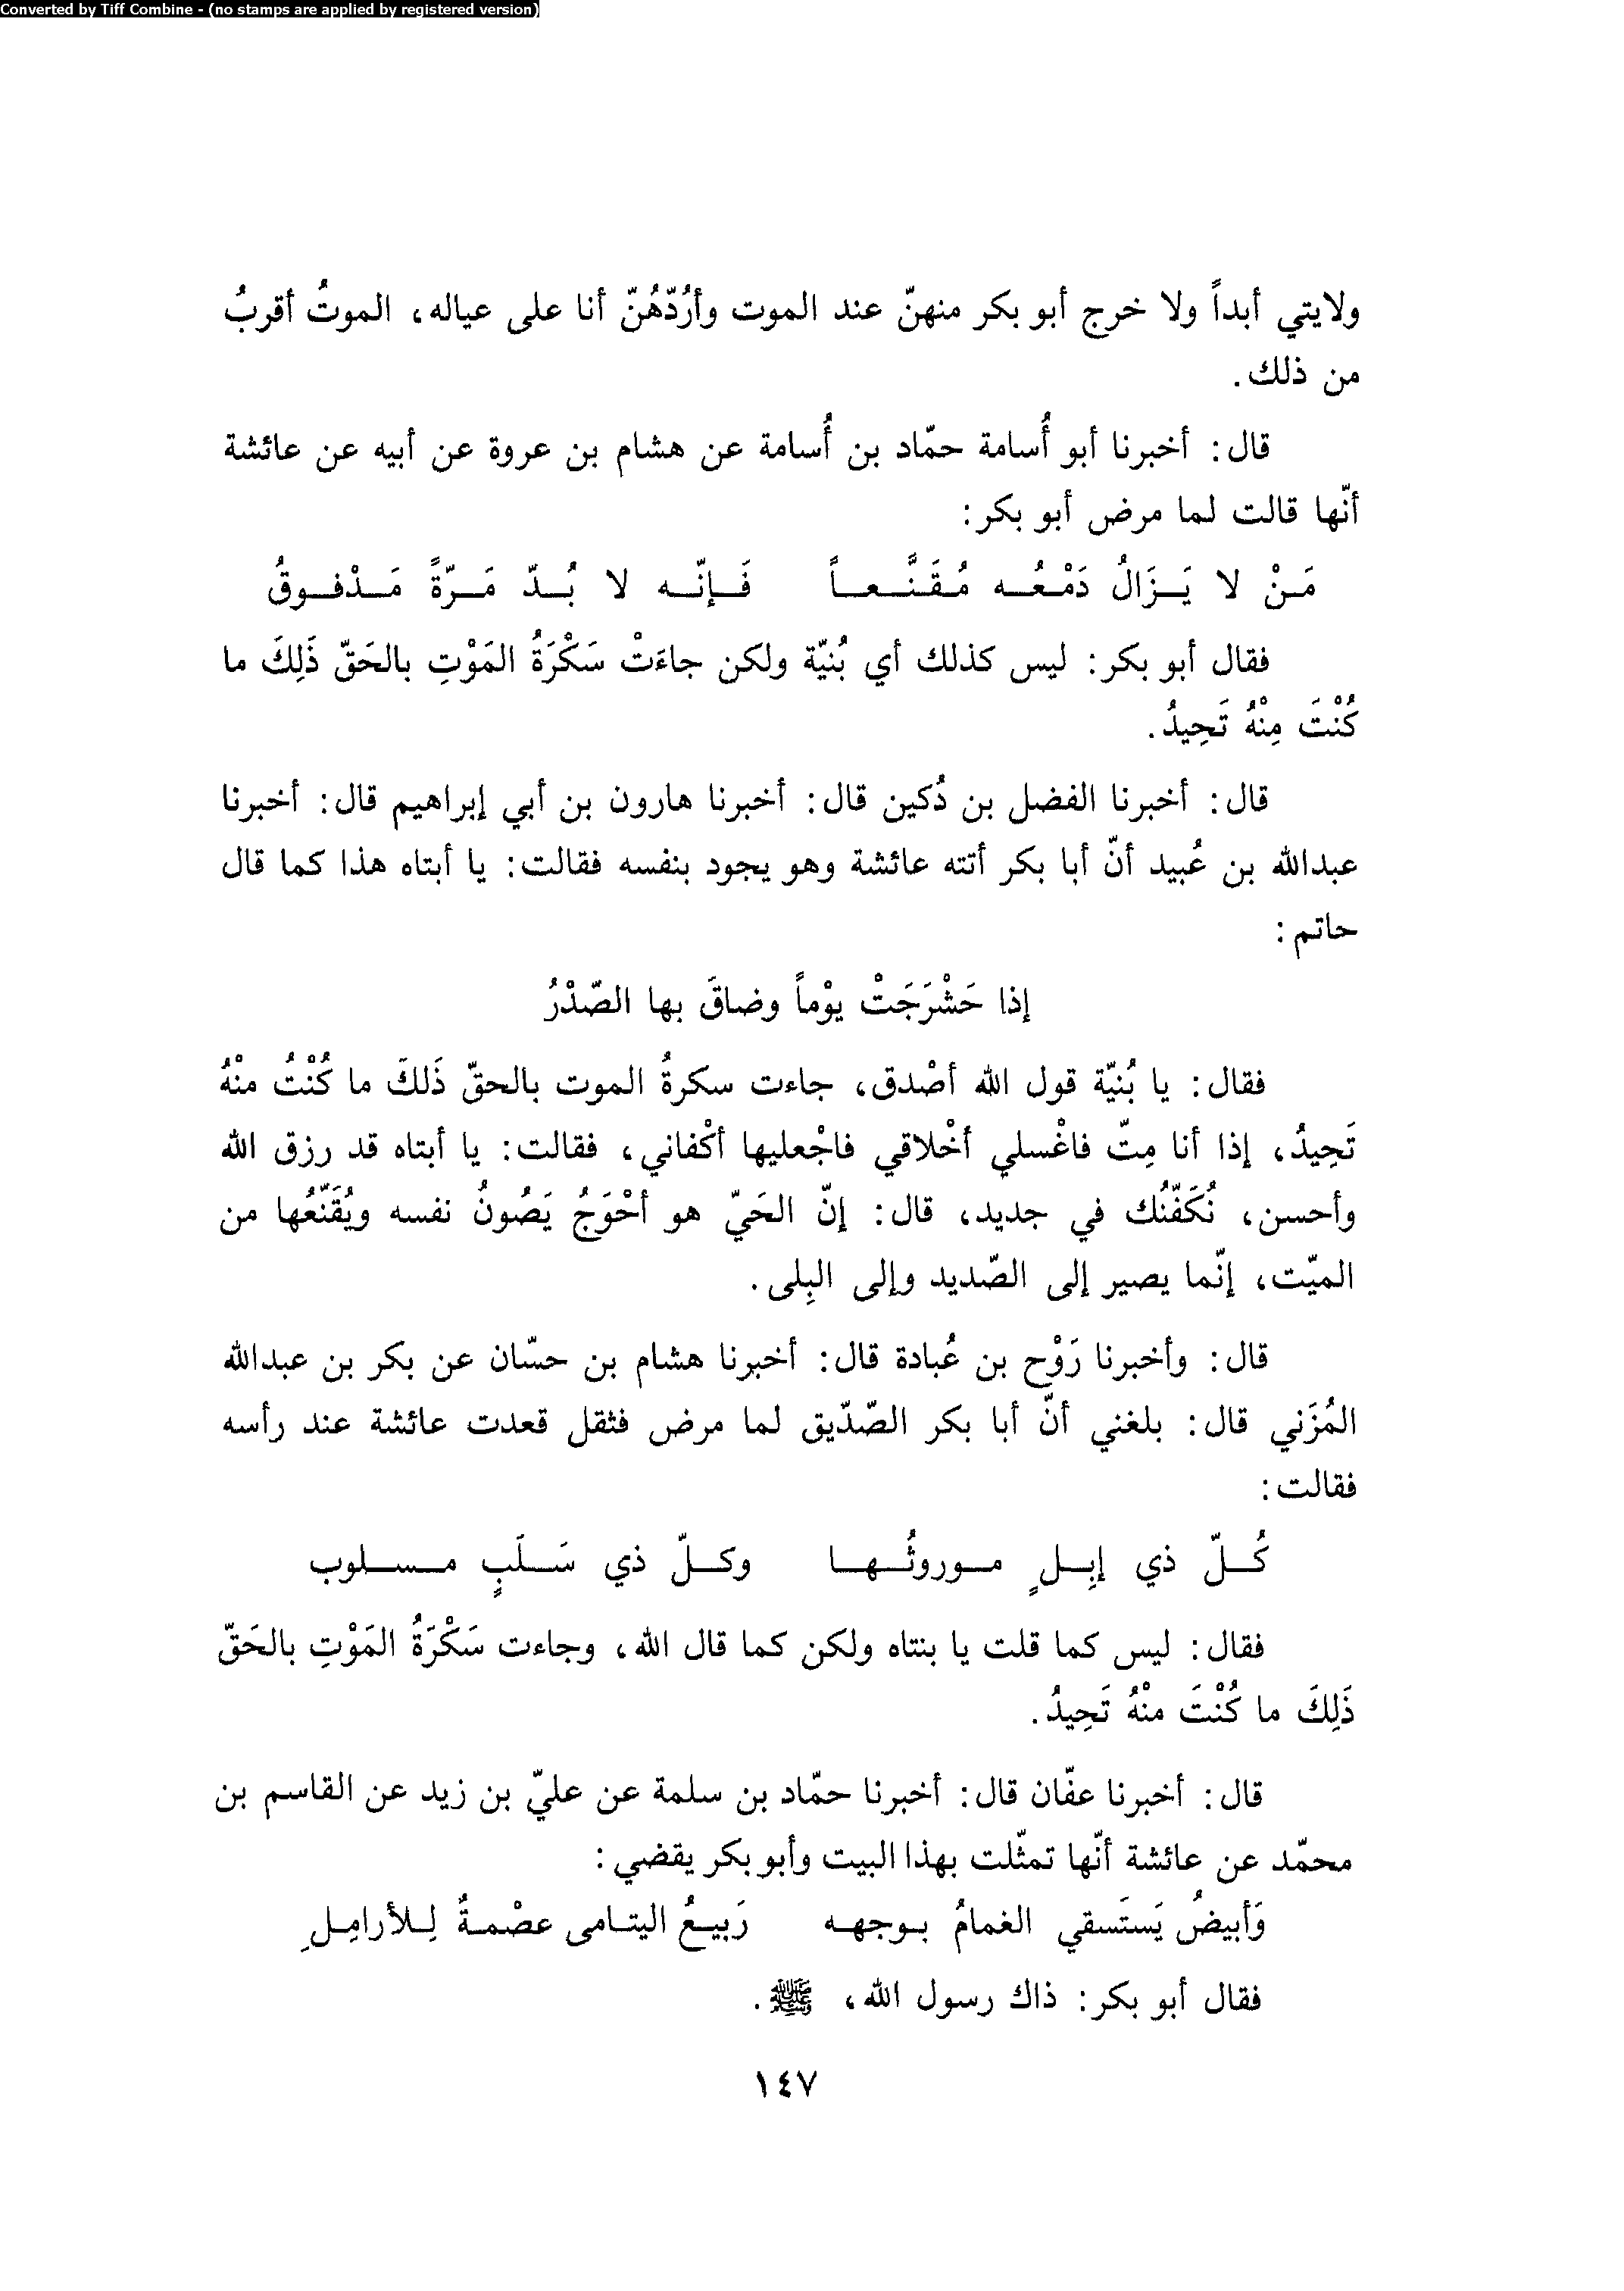 Converted by Tiff Combine - (no stamps are applied by registered version)
ولايتي أبداً ولا خرج أبو بكر منهنّ عند الموت وأرُدّهُنّ أنا على عياله، الموتُ أقربُ
من ذلك.
قال: أخبرنا أبو أُسامة حمّاد بن أُسامة عن هشام بن عروة عن أبيه عن عائشة
أنّها قالت لما مرض أبو بكر:
مَنْ لا يَزَالُ دَمْعُه مُقَنَّعاً فَإنّه لا بُدّ مَرّةً مَدْفوقُ
فقال أبو بكر: ليس كذلك أي بُنيّة ولكن جاءَتْ سَكْرَةُ المَوْتِ بالحَقّ ذَلِكَ ما
كُنْتَ مِنْهُ تَحِيدُ.
قال: أخبرنا الفضل بن دُكين قال: أخبرنا هارون بن أبي إبراهيم قال: أخبرنا
عبدالله بن عُبيد أنّ أبا بكر أتته عائشة وهو يجود بنفسه فقالت: يا أبتاه هذا كما قال
حاتم:
إذا حَشْرَجَتْ يوْماً وضاقَ بها الصّدْرُ
فقال: يا بُنيّة قول الله أصْدق، جاءت سكرةُ الموت بالحقّ ذَلكَ ما كُنْتُ منْهُ
تَحِيدُ، إذا أنا مِتّ فاغْسلي أخْلاقي فاجْعليها أكْفاني، فقالت: يا أبتاه قد رزق الله
وأحسن، نُكَفّنُك في جديد، قال: إنّ الحَيّ هو أحْوَجُ يَصُونُ نفسه ويُقَنّعُها من
الميّت، إنّما يصير إلى الصّديد وإلى البِلى.
قال: وأخبرنا رَوْح بن عُبادة قال: أخبرنا هشام بن حسّان عن بكر بن عبدالله
المُزَني قال: بلغني أنّ أبا بكر الصّدّيق لما مرض فثقل قعدت عائشة عند رأسه
فقالت:
كُلّ ذي إبِلٍ موروثُها وكلّ ذي سَلَبٍ مسلوب
فقال: ليس كما قلت يا بنتاه ولكن كما قال الله، وجاءت سَكْرَةُ المَوْتِ بالحَقّ
ذَلِكَ ما كُنْتَ منْهُ تَحِيدُ.
قال: أخبرنا عفّان قال: أخبرنا حمّاد بن سلمة عن عليّ بن زيد عن القاسم بن
محمّد عن عائشة أنّها تمثّلت بهذا البيت وأبو بكر يقضي:
وَأبيضُ يَستَسقي الغمامُ بوجهه رَبيعُ اليتامى عصْمةٌ لِلأرامِلِ
فقال أبو بكر: ذاك رسول الله، ﷺ.
١٤٧